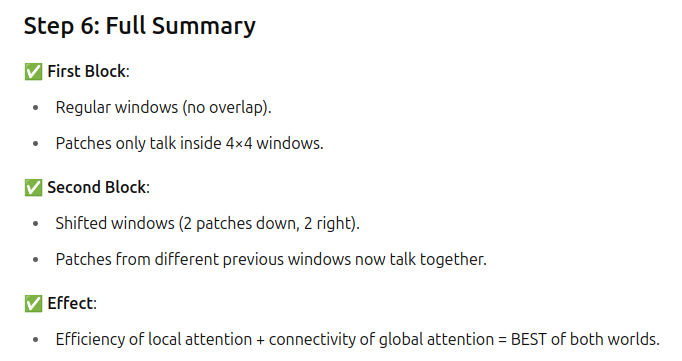 Step 6: Full Summary
✅ First Block:
• Regular windows (no overlap).
• Patches only talk inside 4×4 windows.
✅ Second Block:
• Shifted windows (2 patches down, 2 right).
• Patches from different previous windows now talk together.
✅ Effect:
• Efficiency of local attention + connectivity of global attention = BEST of both worlds.